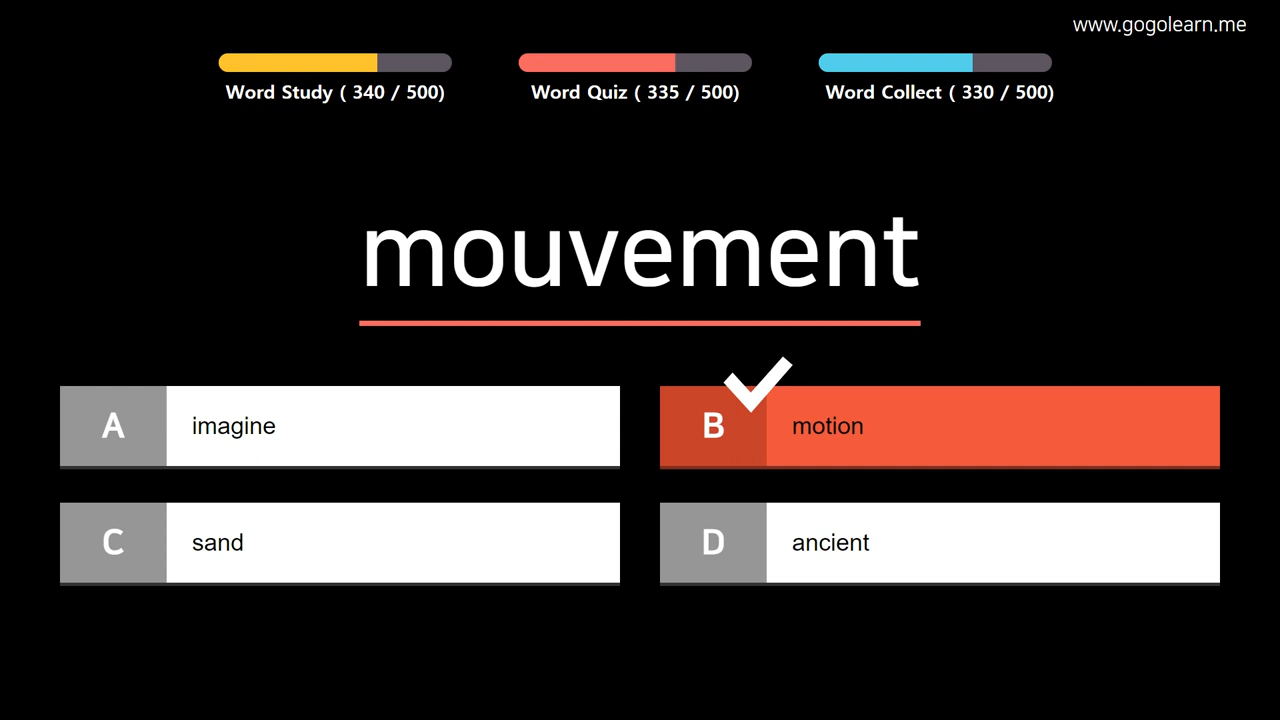 www.gogolearn.me
Word Study ( 340 / 500)
Word Quiz ( 335 / 500)
Word Collect ( 330 / 500)
mouvement
A imagine
B motion
C sand
D ancient